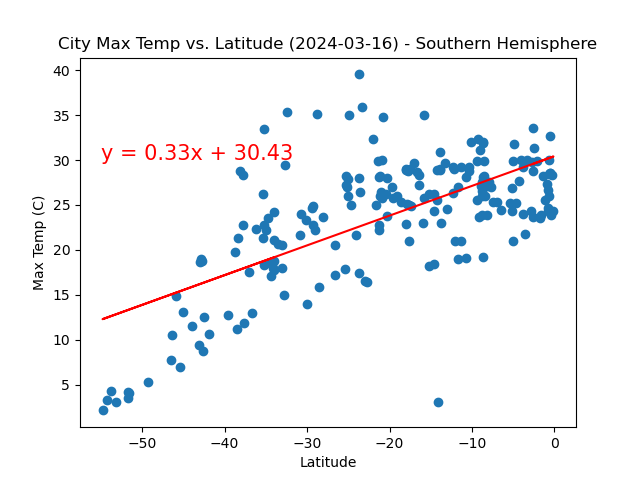 City Max Temp vs. Latitude (2024-03-16) - Southern Hemisphere
40
35
y = 0.33x + 30.43
30
25
20
15
10
5
Max Temp (C)
−50 −40 −30 −20 −10 0
Latitude